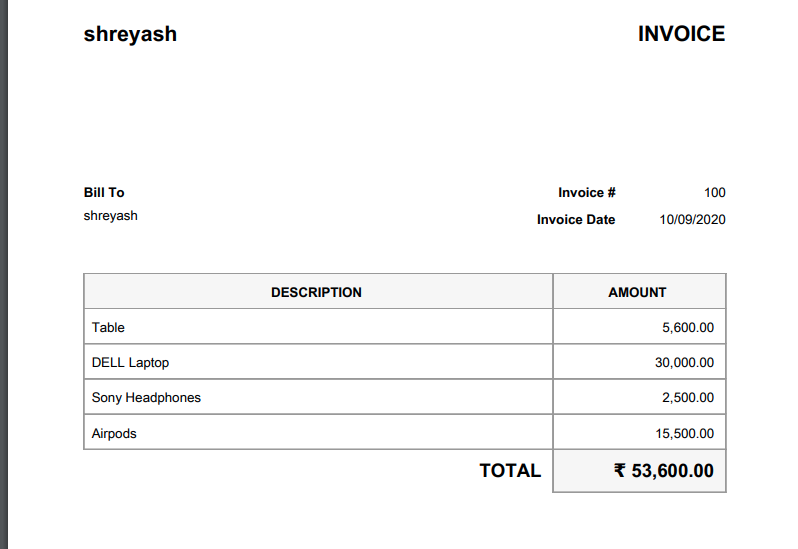 shreyash INVOICE
Bill To Invoice # 100
shreyash
Invoice Date 10/09/2020
DESCRIPTION AMOUNT
Table 5,600.00
DELL Laptop 30,000.00
Sony Headphones 2,500.00
Airpods 15,500.00
TOTAL ₹ 53,600.00